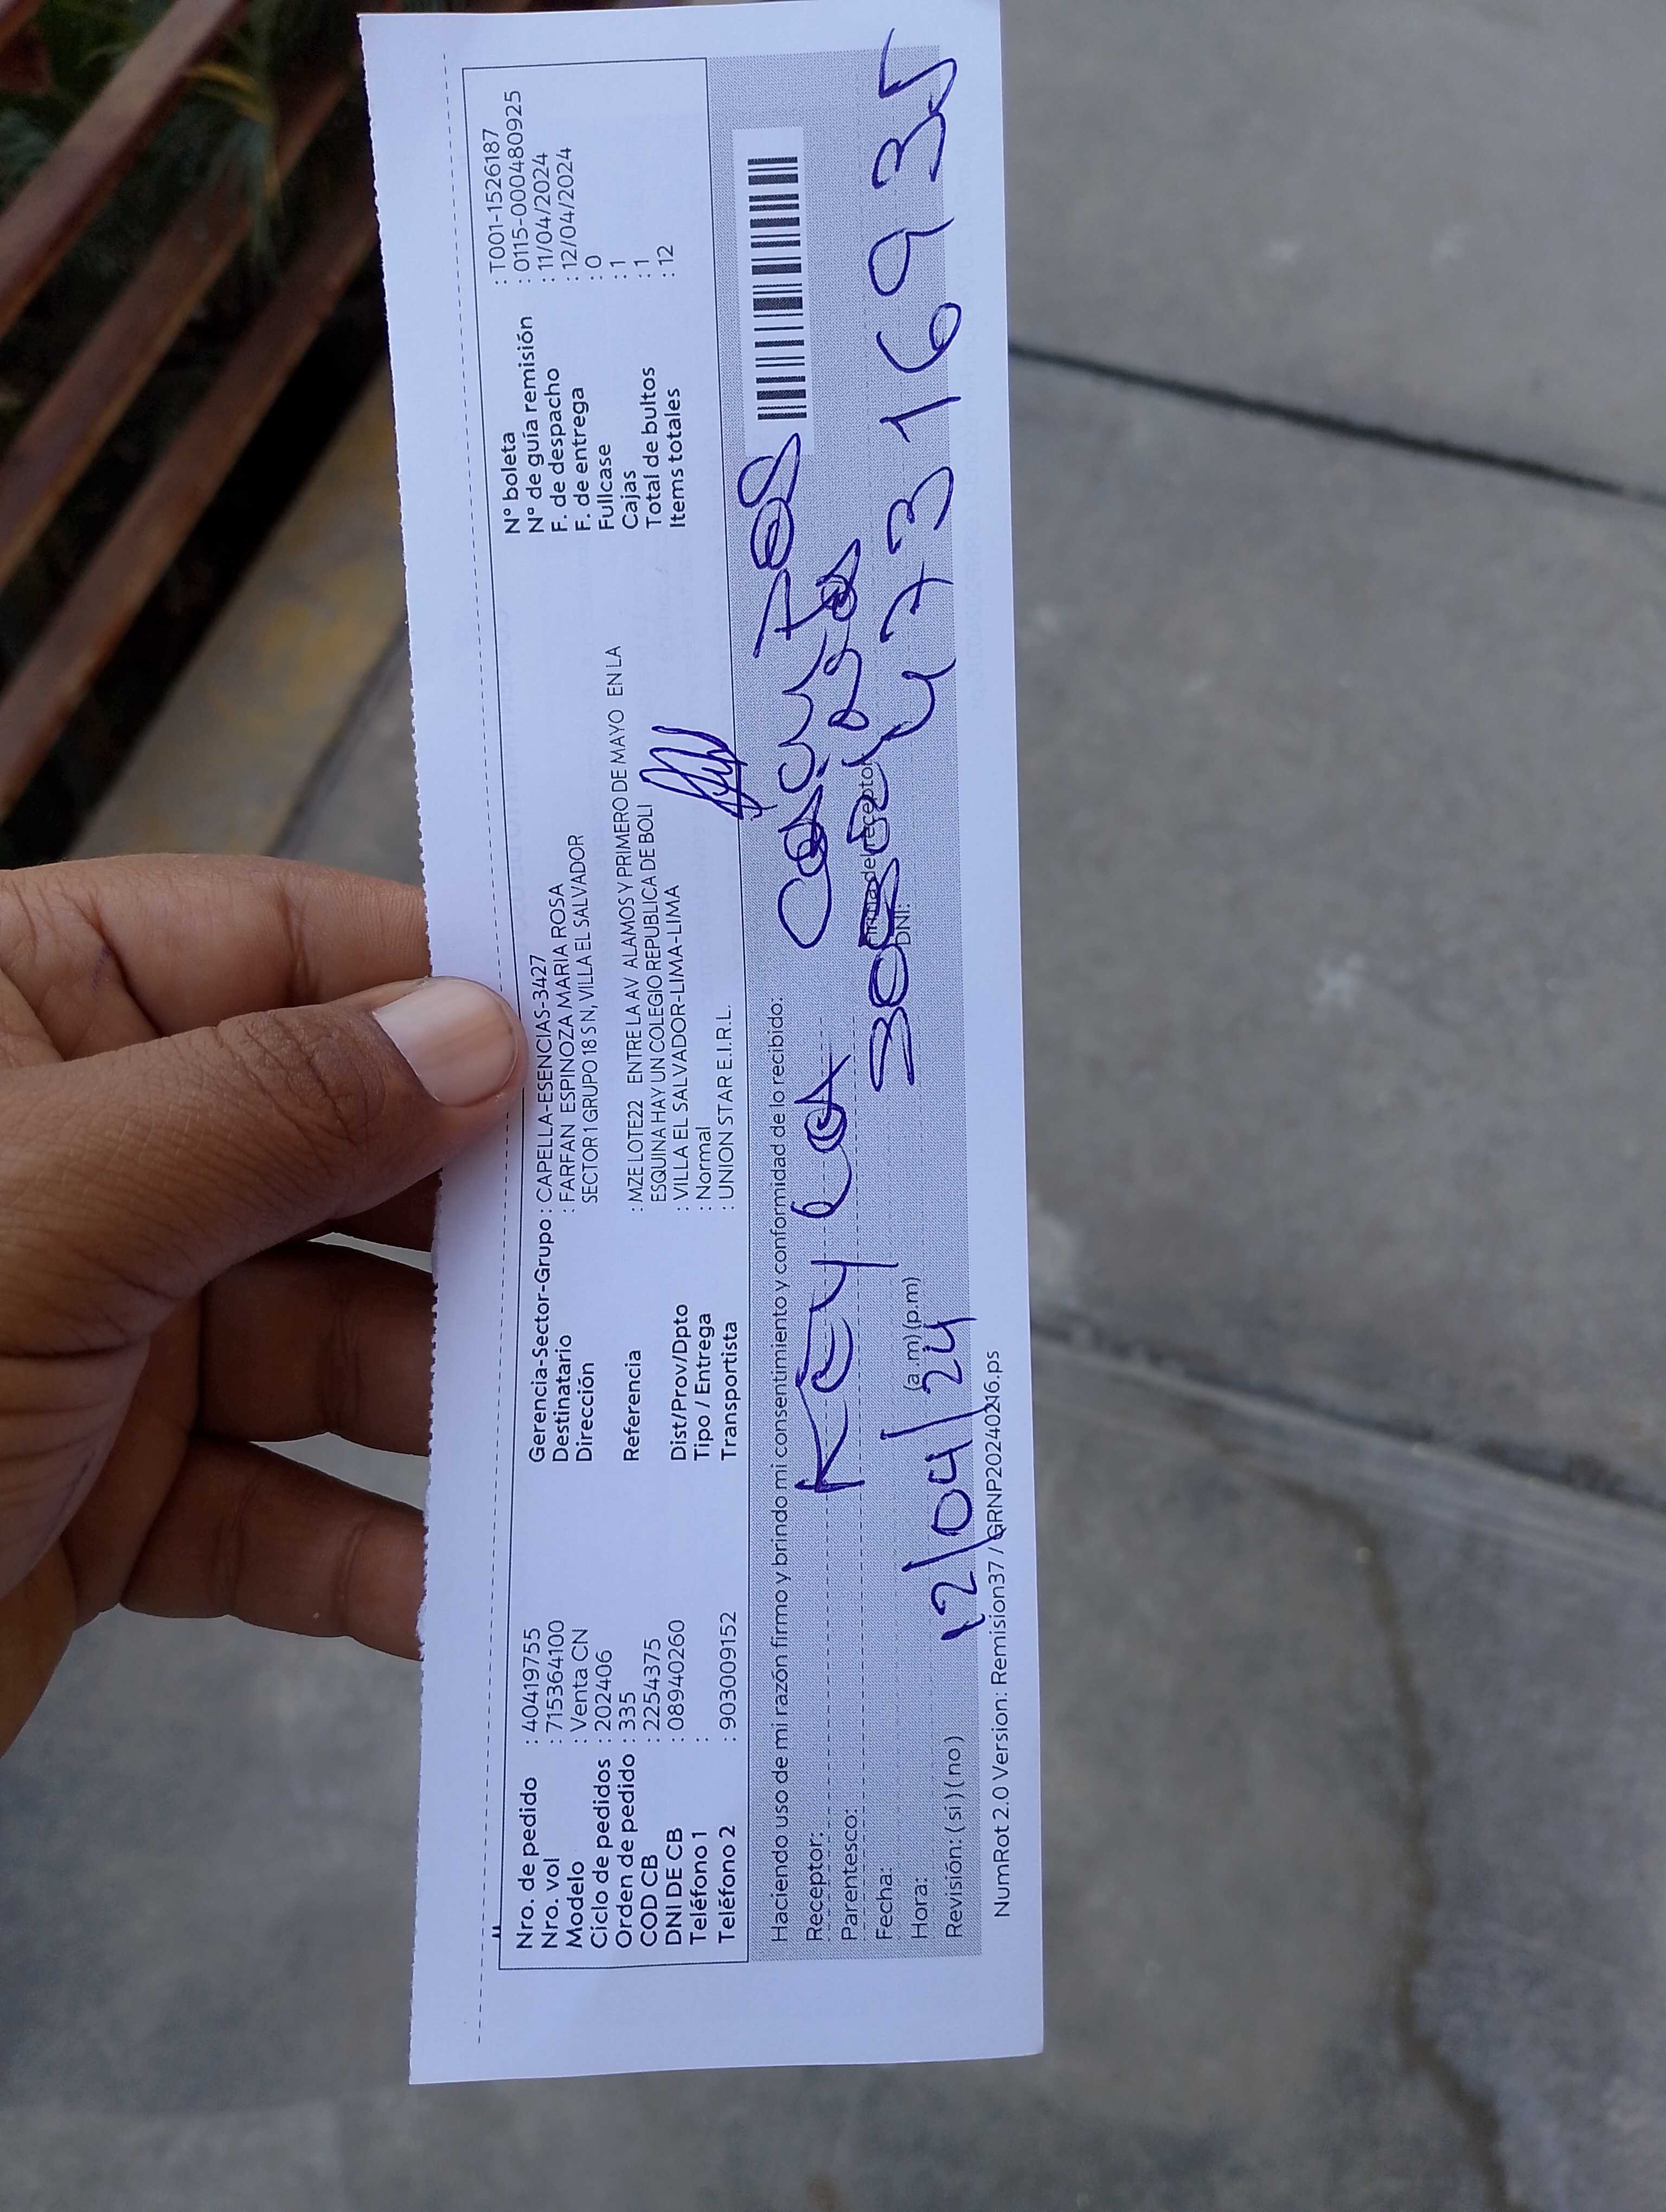 Nro. de pedido : 40419755
Nro. vol : 715364100
Modelo : Venta CN
Ciclo de pedidos : 202406
Orden de pedido : 335
COD CB : 2254375
DNI DE CB : 08940260
Teléfono 1 :
Teléfono 2 : 903009152
Gerencia-Sector-Grupo : CAPELLA-ESENCIAS-3427
Destinatario : FARFAN ESPINOZA MARIA ROSA
Dirección SECTOR 1 GRUPO 18 S N, VILLA EL SALVADOR
Referencia : MZE LOTE22 ENTRE LA AV ALAMOS Y PRIMERO DE MAYO EN LA
ESQUINA HAY UN COLEGIO REPUBLICA DE BOLI
Dist/Prov/Dpto : VILLA EL SALVADOR-LIMA-LIMA
Tipo / Entrega : Normal
Transportista : UNION STAR E.I.R.L.
N° boleta : T001-1526187
N° de guía remisión : 0115-0000480925
F. de despacho : 11/04/2024
F. de entrega : 12/04/2024
Fullcase : 0
Cajas : 1
Total de bultos : 1
Items totales : 12
Haciendo uso de mi razón firmo y brindo mi consentimiento y conformidad de lo recibido:
Receptor: Keyla
Parentesco:
Fecha:
Hora: (a.m) (p.m)
12/04/24
Revisión: (si) (no)
Firma del receptor
DNI: 47316935
NumRot 2.0 Version: Remision37 / GRNP20240216.ps